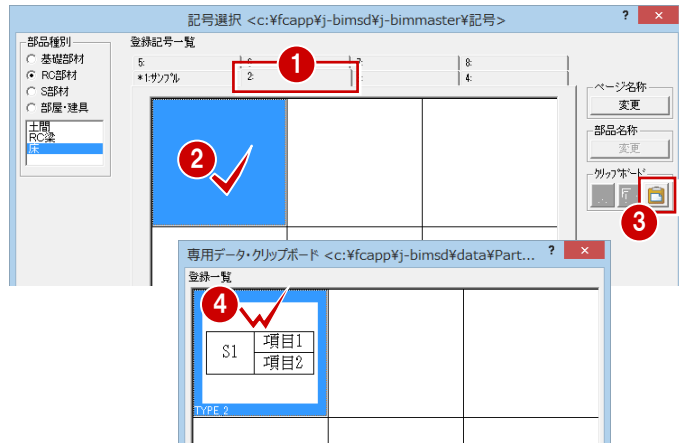 記号選択 <c:¥fcapp¥j-bimsd¥j-bimmaster¥記号>
?
×
部品種別
基礎部材
RC部材
S部材
部屋・建具
土間
RC梁
床
登録記号一覧
5:
8:
*1:サンプル
2:
4:
1
2
ページ名称
変更
部品名称
変更
クリップボード
3
専用データ・クリップボード <c:¥fcapp¥j-bimsd¥data¥Part...
?
×
登録一覧
4
S1
項目1
項目2
TYPE 2